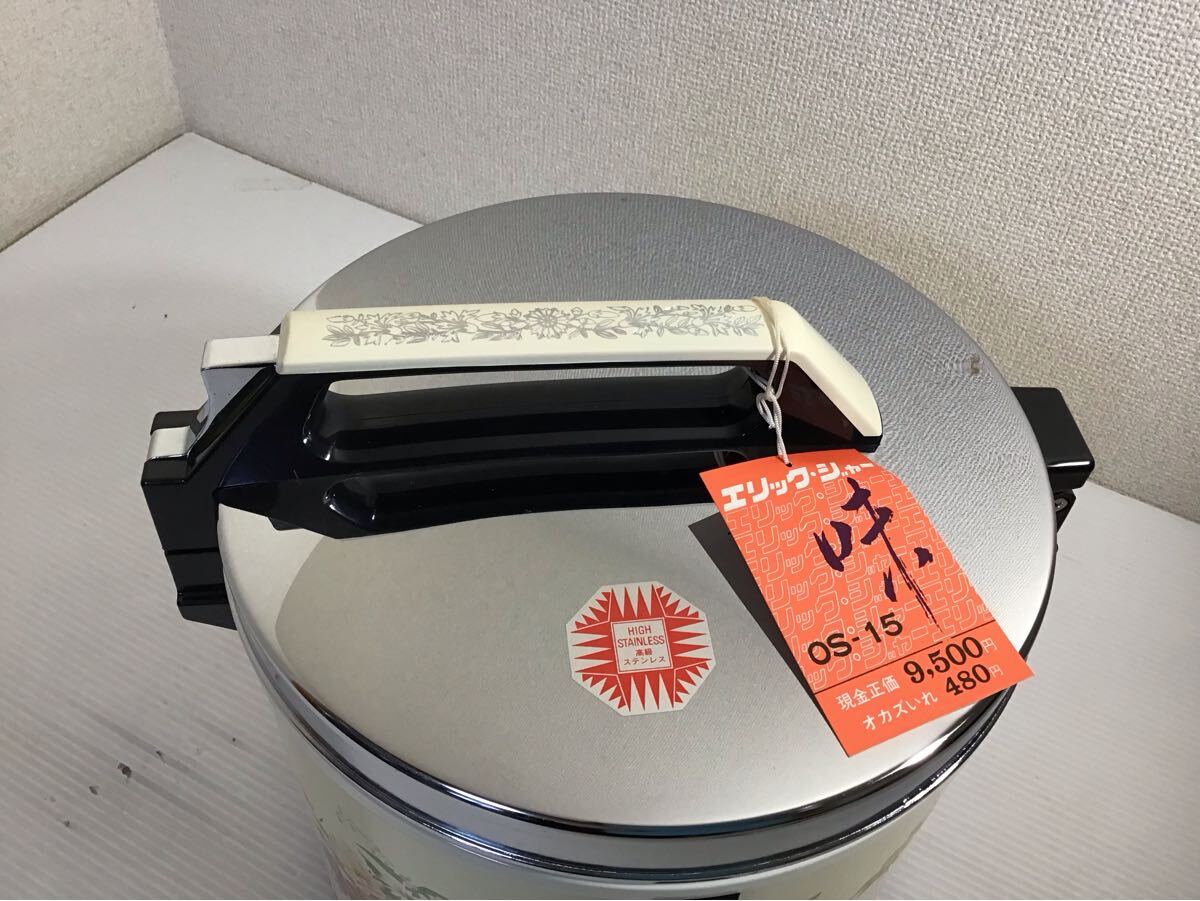 エリック・ジャー
味
OS-15
現金正価 9,500円
オカズいれ 480円
HIGH
STAINLESS
高級
ステンレス